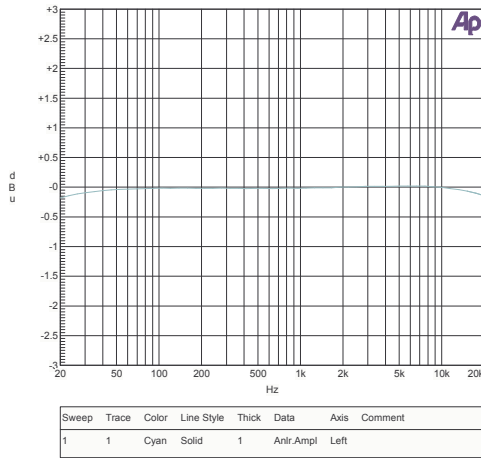 +3
Ap
+2.5
+2
+1.5
+1
+0.5
d
B
u
-0
-0.5
-1
-1.5
-2
-2.5
-3
20 50 100 200 500 1k 2k 5k 10k 20k
Hz
Sweep Trace Color Line Style Thick Data Axis Comment
1 1 Cyan Solid 1 Anlr.Ampl Left